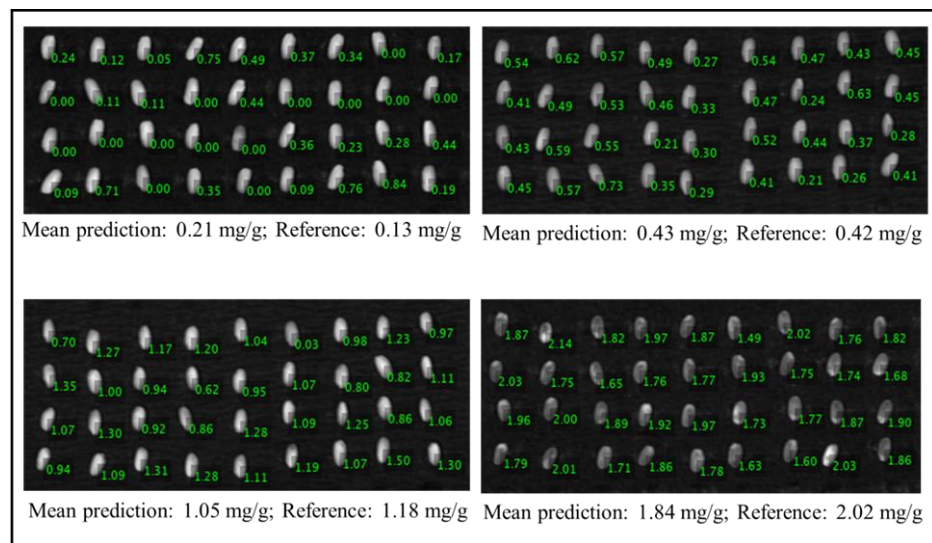 0.24 0.12 0.05 0.75 0.49 0.37 0.34 0.00 0.17
0.00 0.11 0.11 0.00 0.44 0.00 0.00 0.00 0.00
0.00 0.00 0.00 0.00 0.00 0.36 0.23 0.28 0.44
0.09 0.71 0.00 0.35 0.00 0.09 0.76 0.84 0.19
Mean prediction: 0.21 mg/g; Reference: 0.13 mg/g
0.54 0.62 0.57 0.49 0.27 0.54 0.47 0.43 0.45
0.41 0.49 0.53 0.46 0.33 0.47 0.24 0.63 0.45
0.43 0.59 0.55 0.21 0.30 0.52 0.44 0.37 0.28
0.45 0.57 0.73 0.35 0.29 0.41 0.21 0.26 0.41
Mean prediction: 0.43 mg/g; Reference: 0.42 mg/g
0.70 1.27 1.17 1.20 1.04 0.03 0.98 1.23 0.97
1.35 1.00 0.94 0.62 0.95 1.07 0.80 0.82 1.11
1.07 1.30 0.92 0.86 1.28 1.09 1.25 0.86 1.06
0.94 1.09 1.31 1.28 1.11 1.19 1.07 1.50 1.30
Mean prediction: 1.05 mg/g; Reference: 1.18 mg/g
1.87 2.14 1.82 1.97 1.87 1.49 2.02 1.76 1.82
2.03 1.75 1.65 1.76 1.77 1.93 1.75 1.74 1.68
1.96 2.00 1.89 1.92 1.97 1.73 1.77 1.87 1.90
1.79 2.01 1.71 1.86 1.78 1.63 1.60 2.03 1.86
Mean prediction: 1.84 mg/g; Reference: 2.02 mg/g